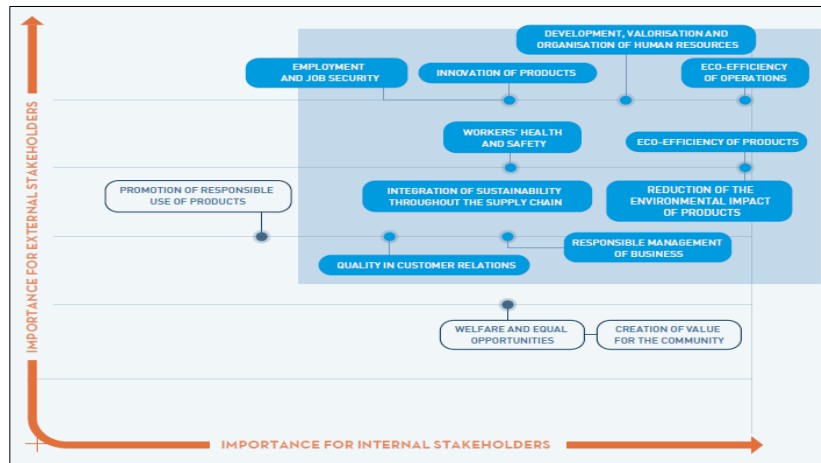 IMPORTANCE FOR EXTERNAL STAKEHOLDERS
DEVELOPMENT, VALORISATION AND
ORGANISATION OF HUMAN RESOURCES
EMPLOYMENT
AND JOB SECURITY
INNOVATION OF PRODUCTS
ECO-EFFICIENCY
OF OPERATIONS
WORKERS' HEALTH
AND SAFETY
ECO-EFFICIENCY OF PRODUCTS
PROMOTION OF RESPONSIBLE
USE OF PRODUCTS
INTEGRATION OF SUSTAINABILITY
THROUGHOUT THE SUPPLY CHAIN
REDUCTION OF THE
ENVIRONMENTAL IMPACT
OF PRODUCTS
QUALITY IN CUSTOMER RELATIONS
RESPONSIBLE MANAGEMENT
OF BUSINESS
WELFARE AND EQUAL
OPPORTUNITIES
CREATION OF VALUE
FOR THE COMMUNITY
IMPORTANCE FOR INTERNAL STAKEHOLDERS